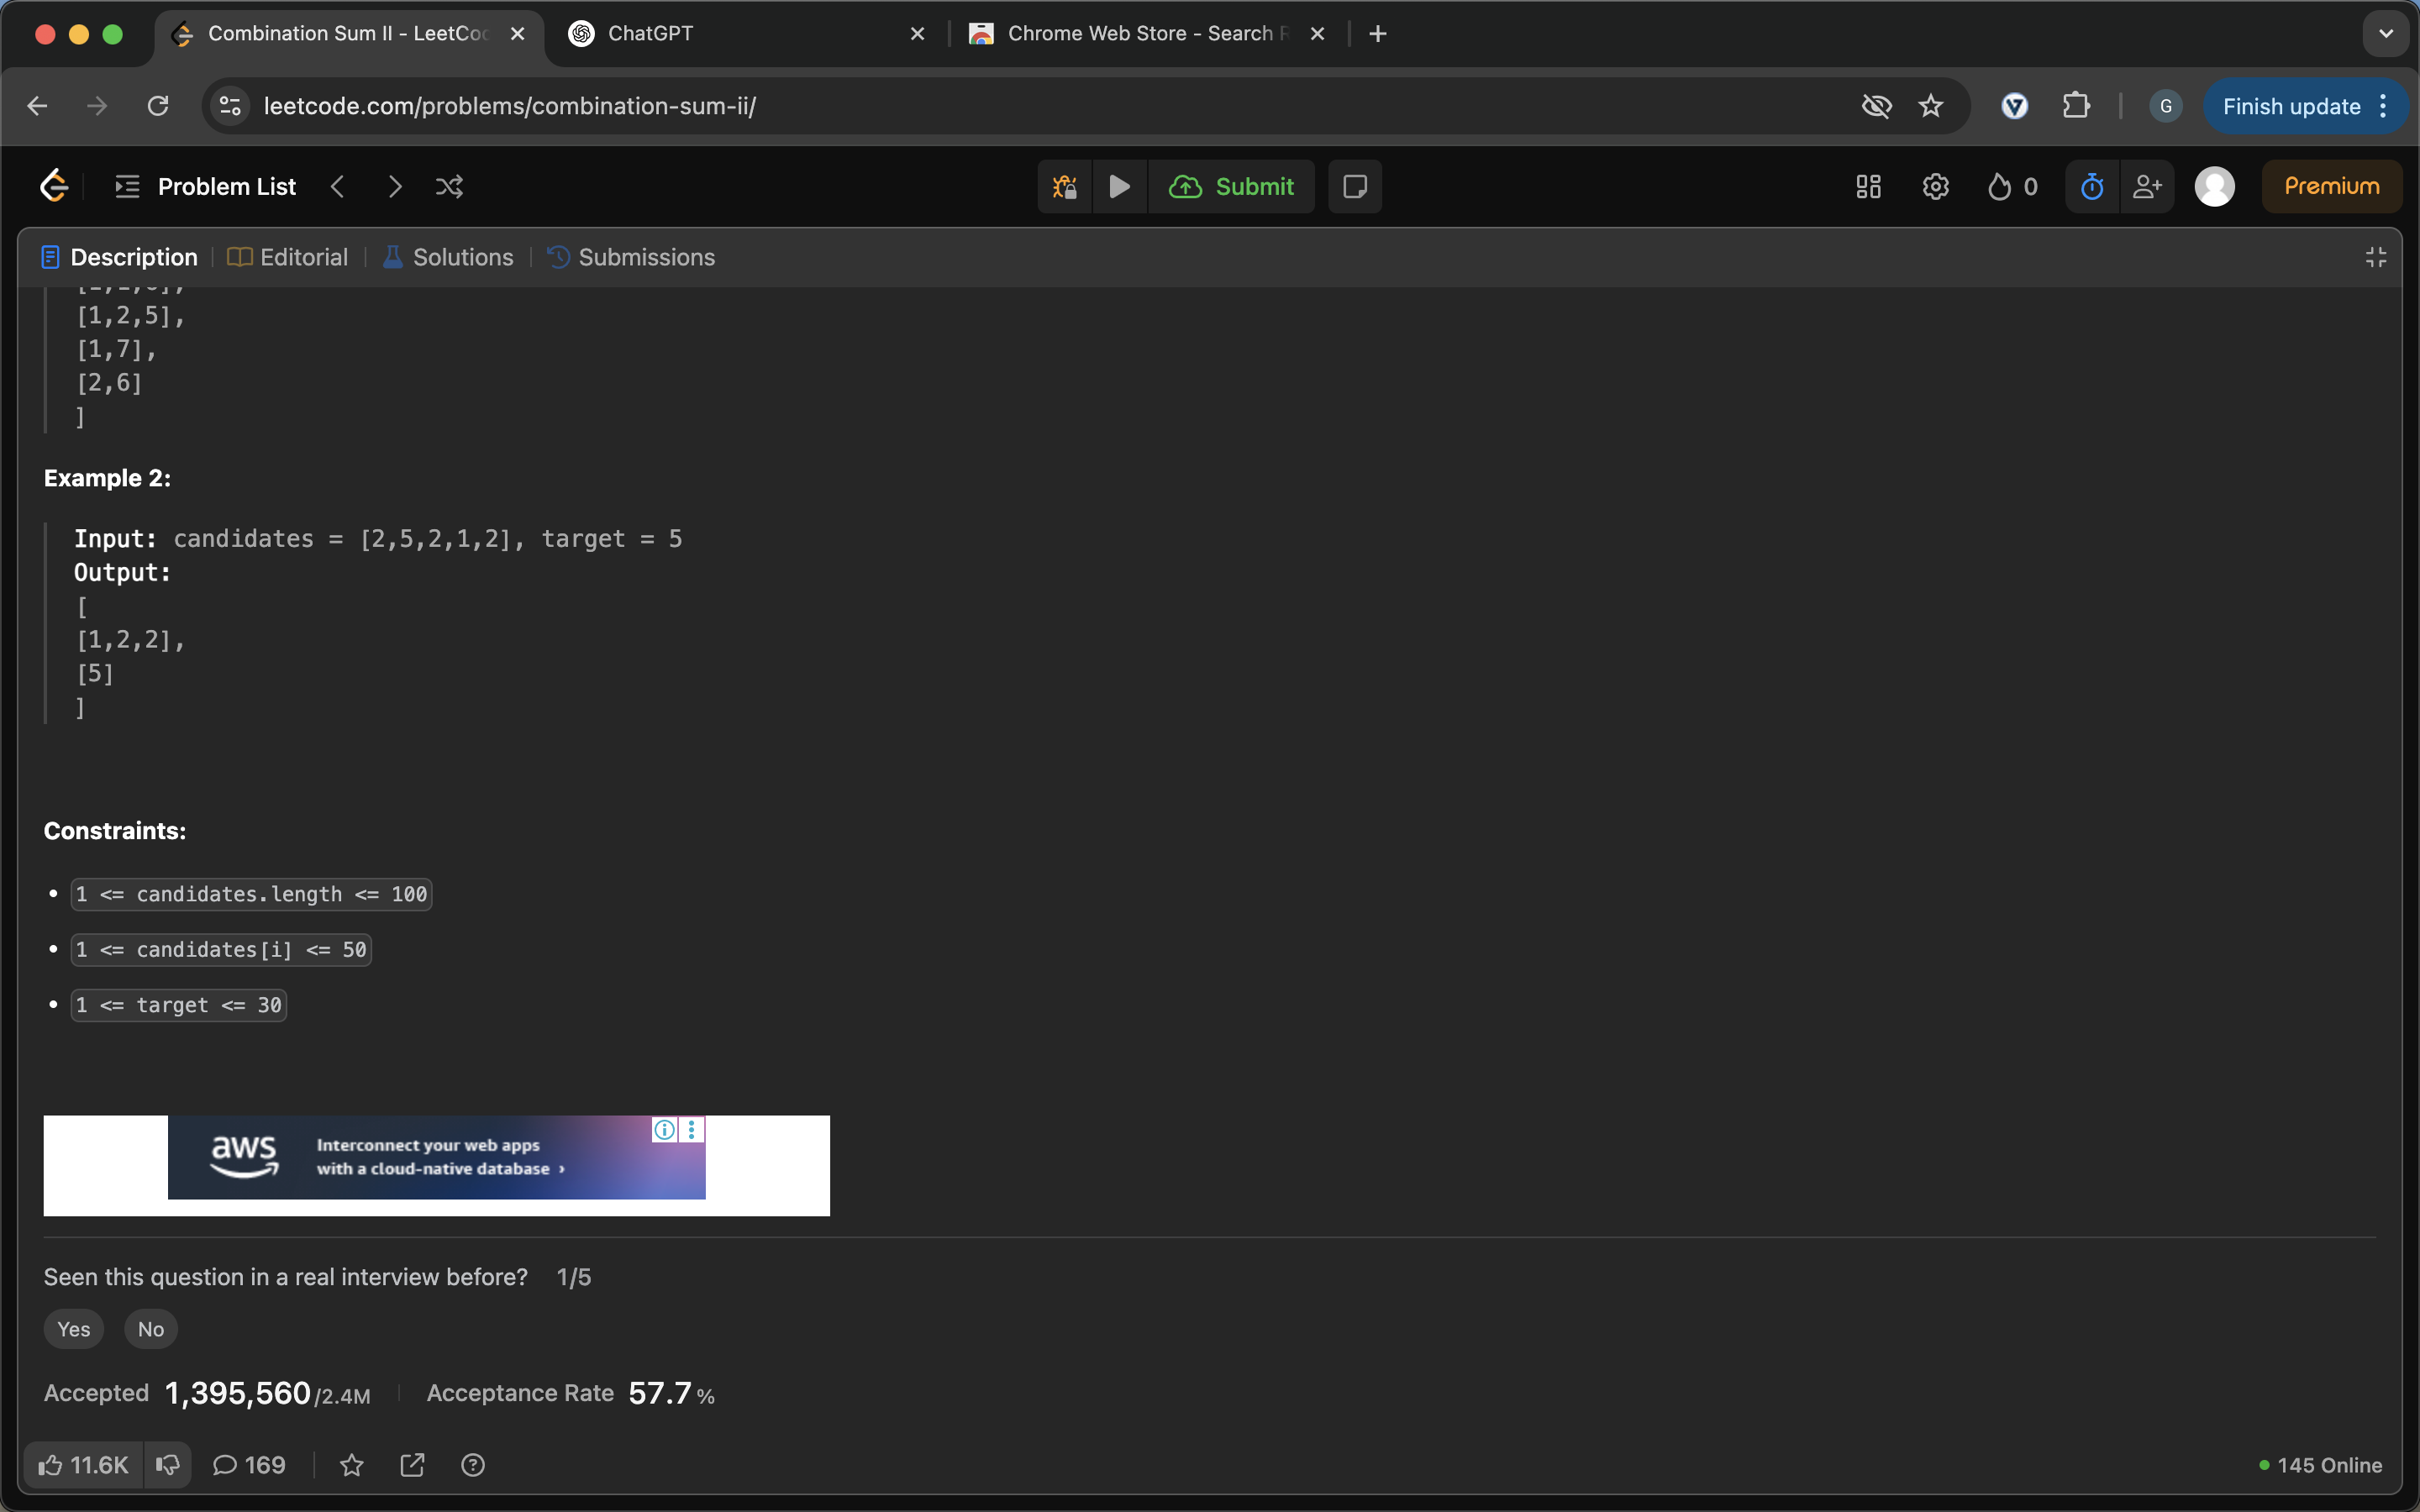 Combination Sum II - LeetCo
ChatGPT
Chrome Web Store - Search
leetcode.com/problems/combination-sum-ii/
G
Finish update
Problem List
Submit
0
Premium
Description
Editorial
Solutions
Submissions
[1,2,5],
[1,7],
[2,6]
]
Example 2:
Input: candidates = [2,5,2,1,2], target = 5
Output:
[
[1,2,2],
[5]
]
Constraints:
1 <= candidates.length <= 100
1 <= candidates[i] <= 50
1 <= target <= 30
aws
Interconnect your web apps
with a cloud-native database ›
Seen this question in a real interview before? 1/5
Yes No
Accepted 1,395,560/2.4M Acceptance Rate 57.7 %
11.6K 169
145 Online